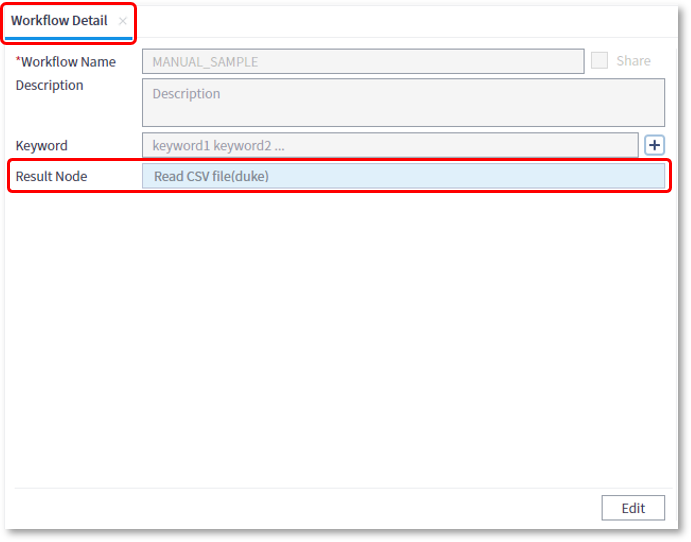 Workflow Detail ×
*Workflow Name MANUAL_SAMPLE Share
Description Description
Keyword keyword1 keyword2 ... +
Result Node Read CSV file(duke)
Edit